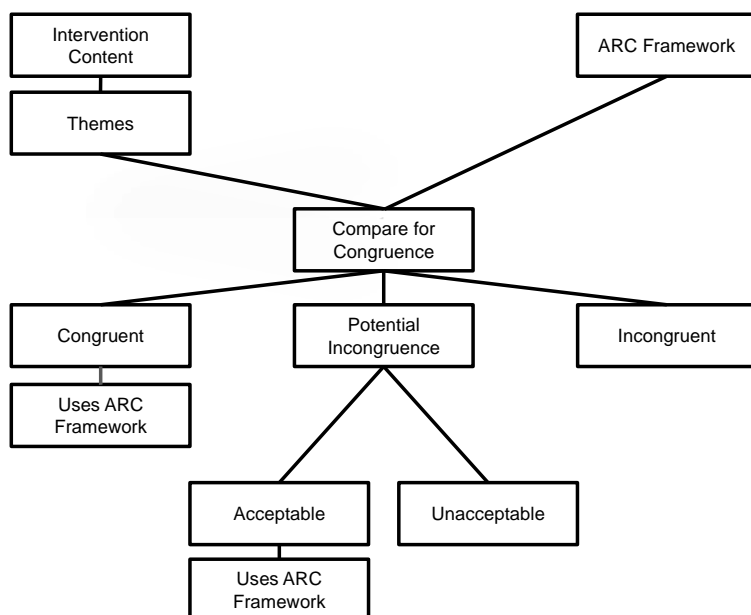 Intervention
Content
ARC Framework
Themes
Compare for
Congruence
Congruent
Potential
Incongruence
Incongruent
Uses ARC
Framework
Acceptable
Unacceptable
Uses ARC
Framework